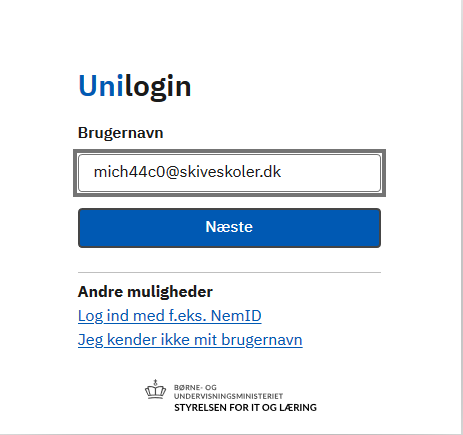 Unilogin
Brugernavn
mich44c0@skiveskoler.dk
Næste
Andre muligheder
Log ind med f.eks. NemID
Jeg kender ikke mit brugernavn
BØRNE- OG
UNDERVISNINGSMINISTERIET
STYRELSEN FOR IT OG LÆRING